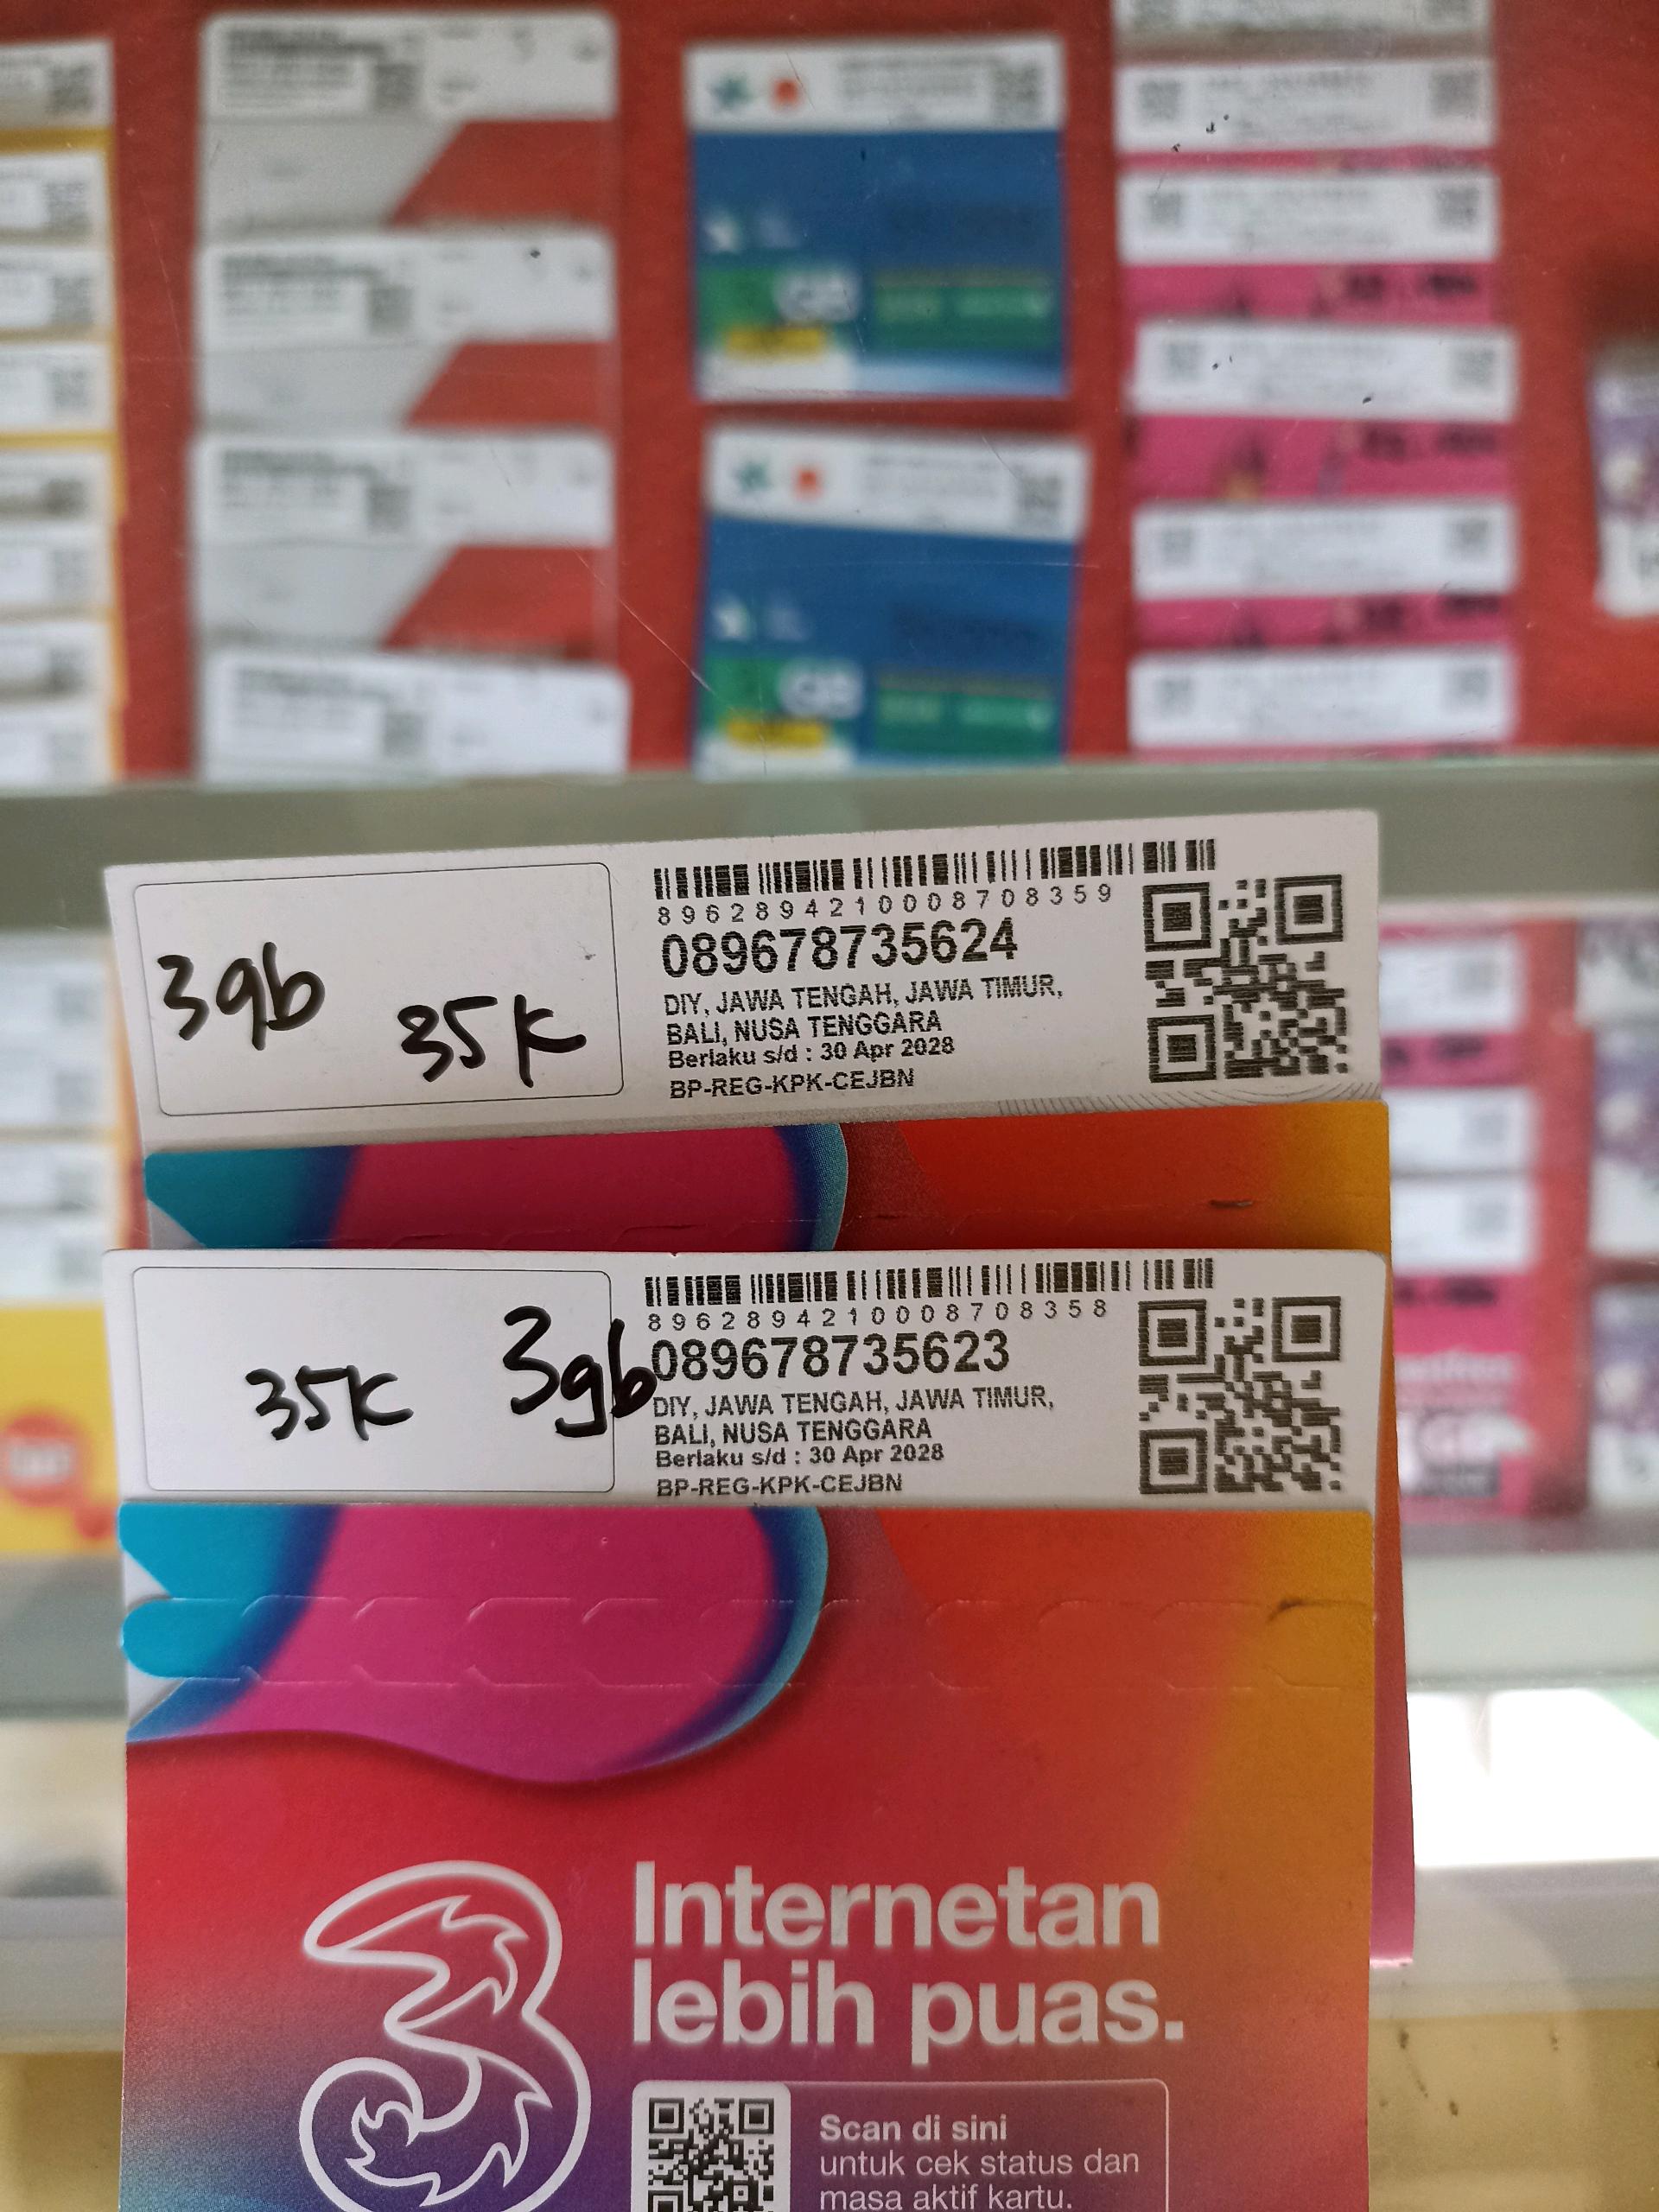 3gb
35K
8962894210008708359
089678735624
DIY, JAWA TENGAH, JAWA TIMUR,
BALI, NUSA TENGGARA
Berlaku s/d : 30 Apr 2028
BP-REG-KPK-CEJBN
35K
3gb
8962894210008708358
089678735623
DIY, JAWA TENGAH, JAWA TIMUR,
BALI, NUSA TENGGARA
Berlaku s/d : 30 Apr 2028
BP-REG-KPK-CEJBN
3
Internetan
lebih puas.
Scan di sini
untuk cek status dan
masa aktif kartu.